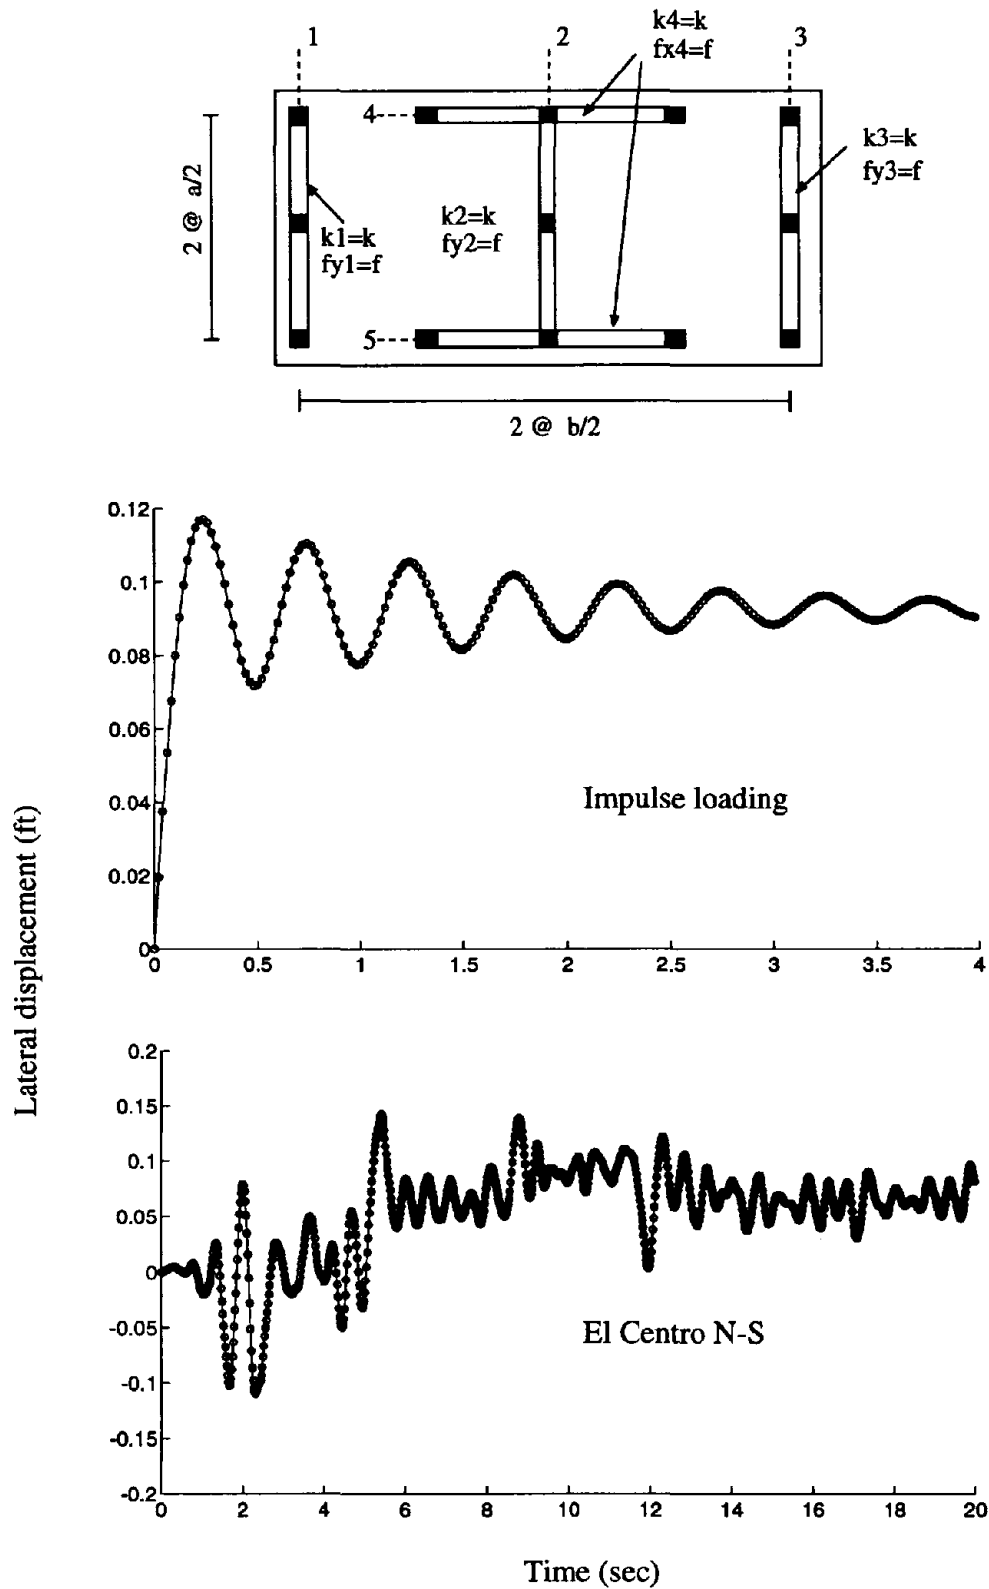 1
2
3
k4=k
fx4=f
4
k3=k
fy3=f
2 @ a/2
k1=k
fy1=f
k2=k
fy2=f
5
2 @ b/2
Lateral displacement (ft)
0.12
0.1
0.08
0.06
0.04
0.02
0
Impulse loading
0 0.5 1 1.5 2 2.5 3 3.5 4
0.2
0.15
0.1
0.05
0
-0.05
-0.1
-0.15
-0.2
El Centro N-S
0 2 4 6 8 10 12 14 16 18 20
Time (sec)